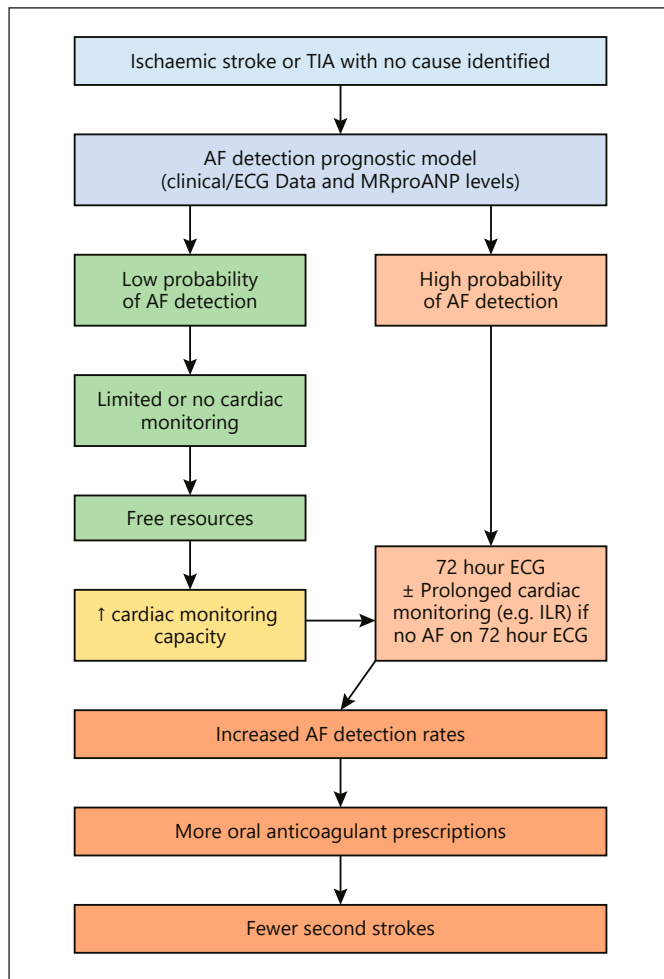 Ischaemic stroke or TIA with no cause identified
AF detection prognostic model
(clinical/ECG Data and MRproANP levels)
Low probability
of AF detection
High probability
of AF detection
Limited or no cardiac
monitoring
Free resources
↑ cardiac monitoring
capacity
72 hour ECG
± Prolonged cardiac
monitoring (e.g. ILR) if
no AF on 72 hour ECG
Increased AF detection rates
More oral anticoagulant prescriptions
Fewer second strokes